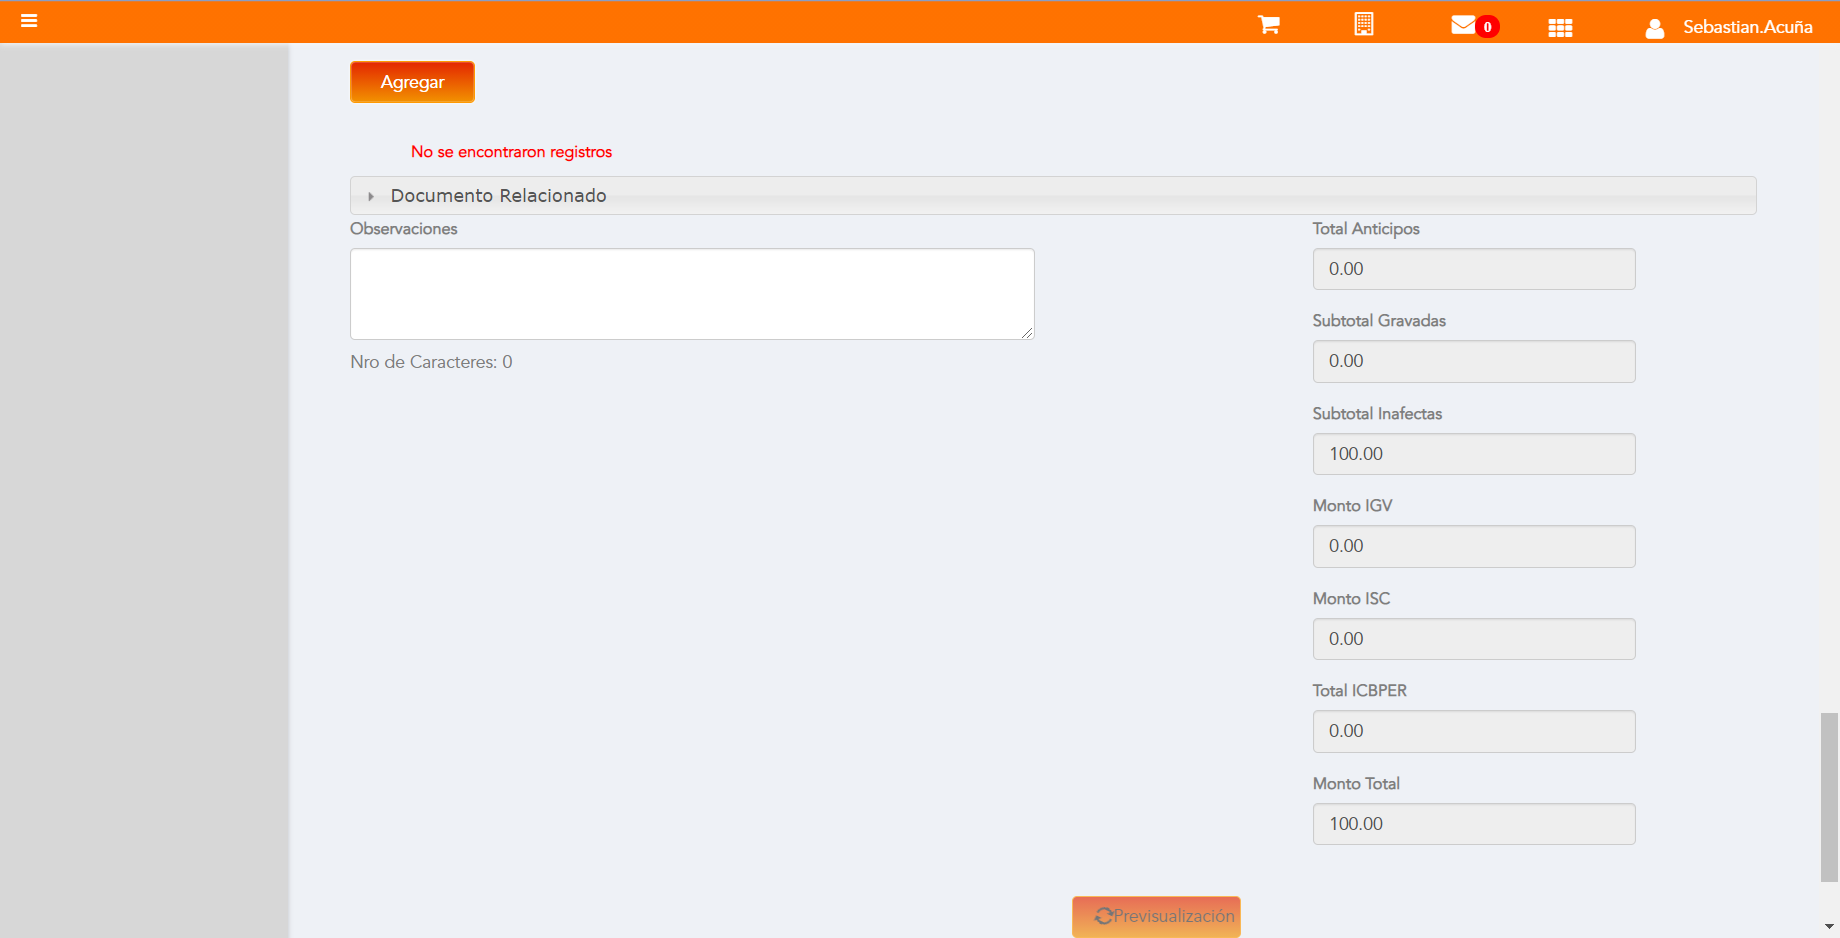 0
Sebastian.Acuña
Agregar
No se encontraron registros
Documento Relacionado
Observaciones
Nro de Caracteres: 0
Total Anticipos
0.00
Subtotal Gravadas
0.00
Subtotal Inafectas
100.00
Monto IGV
0.00
Monto ISC
0.00
Total ICBPER
0.00
Monto Total
100.00
Previsualización